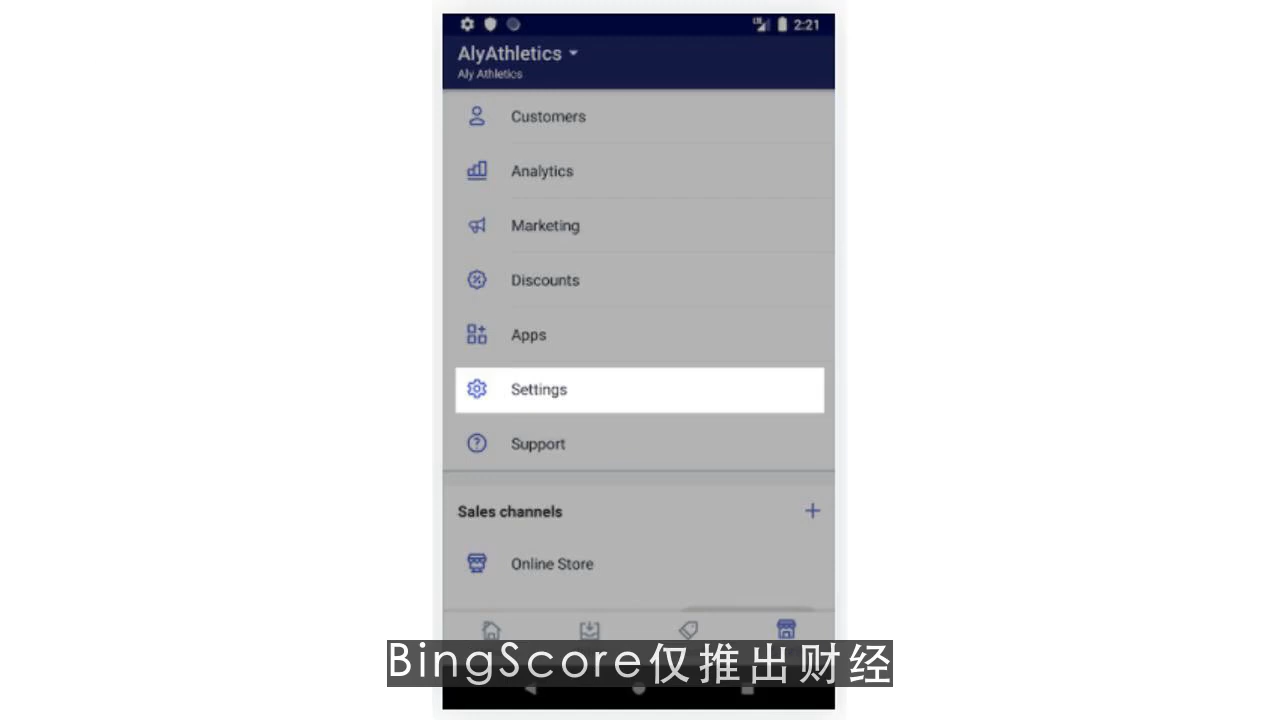 LTE 2:21
AlyAthletics
Aly Athletics
Customers
Analytics
Marketing
Discounts
Apps
Settings
Support
Sales channels
Online Store
BingScore仅推出财经